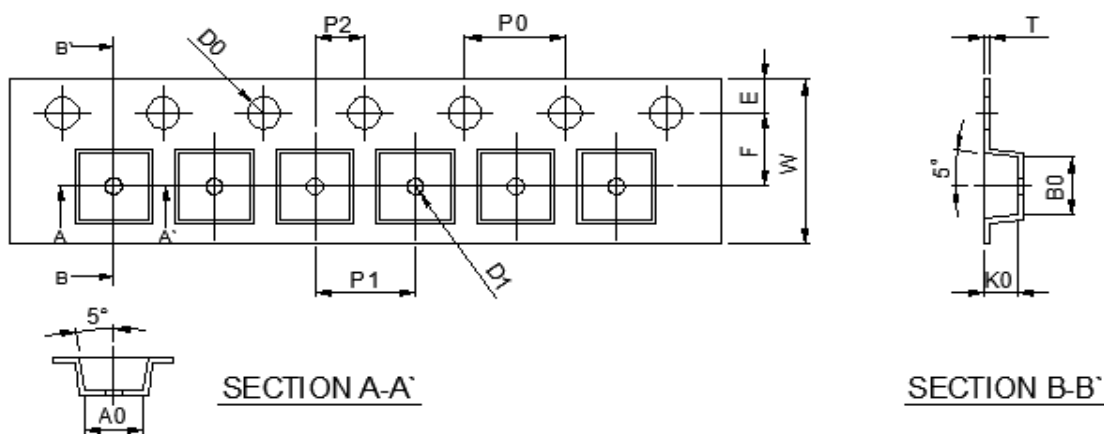 P2
P0
T
B`
D0
E
F
W
5°
B0
A
A`
B
P1
D1
K0
5°
A0
SECTION A-A`
SECTION B-B`